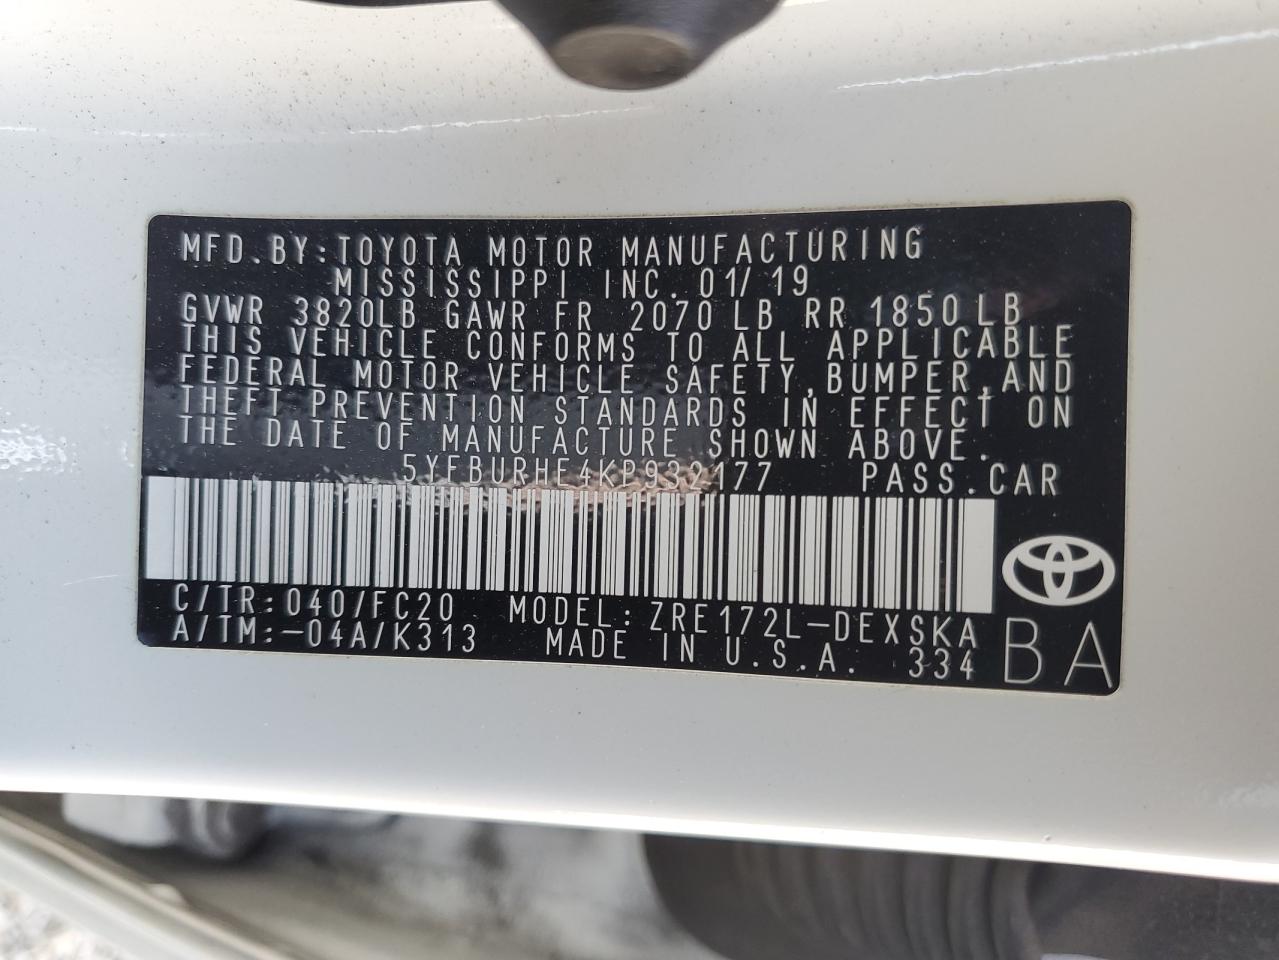 MFD. BY: TOYOTA MOTOR MANUFACTURING
MISSISSIPPI INC. 01/19
GVWR 3820LB GAWR FR 2070 LB RR 1850 LB
THIS VEHICLE CONFORMS TO ALL APPLICABLE
FEDERAL MOTOR VEHICLE SAFETY, BUMPER, AND
THEFT PREVENTION STANDARDS IN EFFECT ON
THE DATE OF MANUFACTURE SHOWN ABOVE.
5YFBURHE4KP932177 PASS. CAR
C/TR: 040/FC20 MODEL: ZRE172L-DEXSKA
A/TM: -04A/K313 MADE IN U.S.A. 334 BA